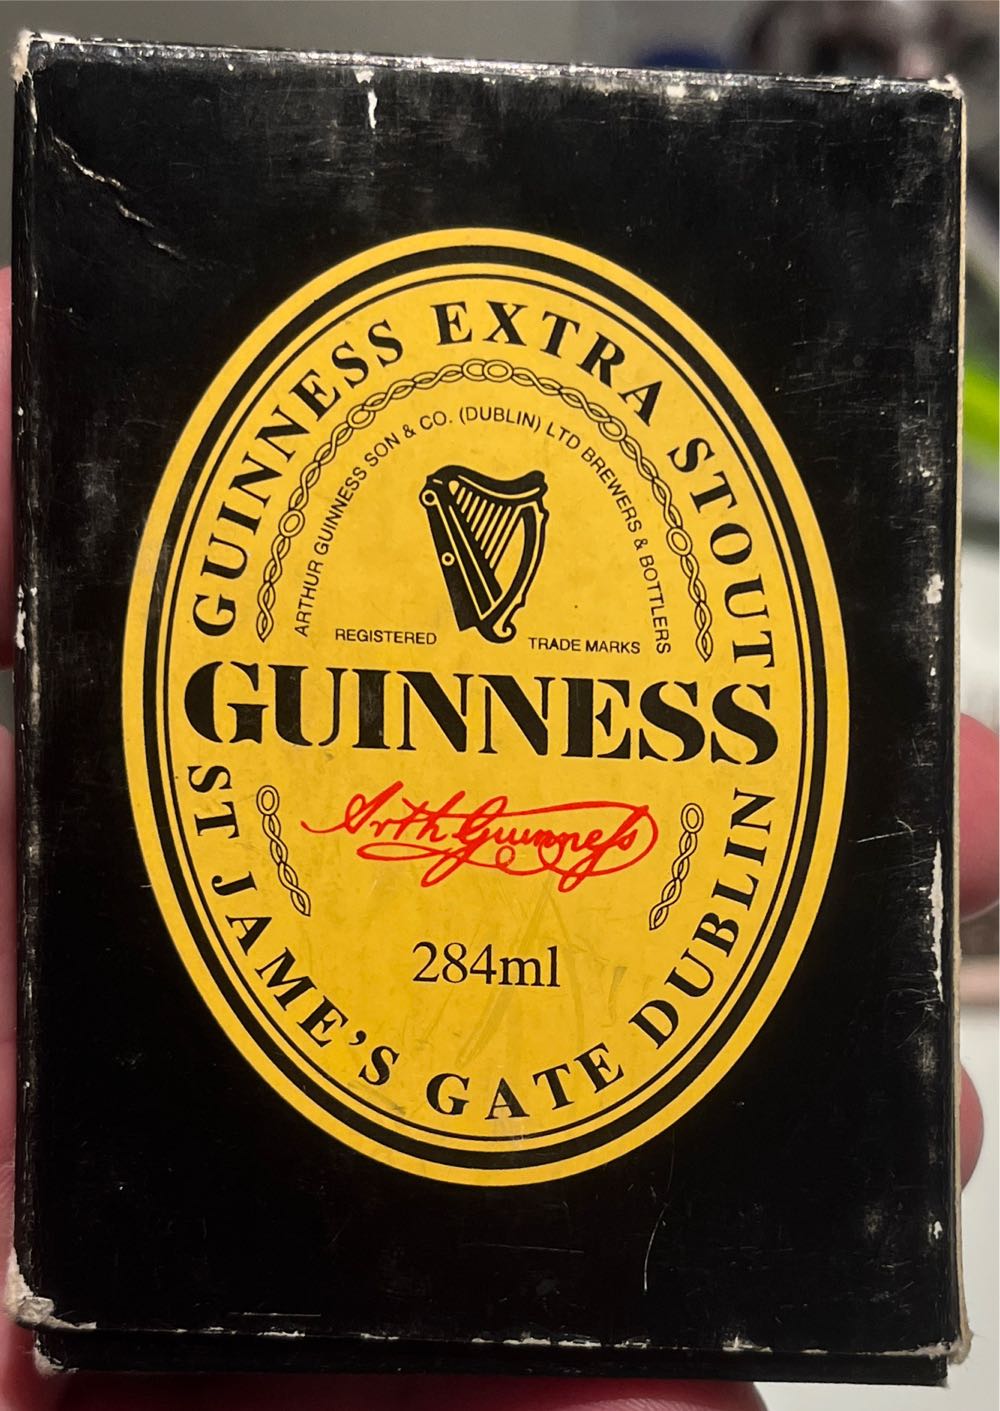 GUINNESS EXTRA STOUT
ARTHUR GUINNESS SON & CO. (DUBLIN) LTD BREWERS & BOTTLERS
REGISTERED TRADE MARKS
GUINNESS
Arth Guinness
284ml
ST JAME'S GATE DUBLIN